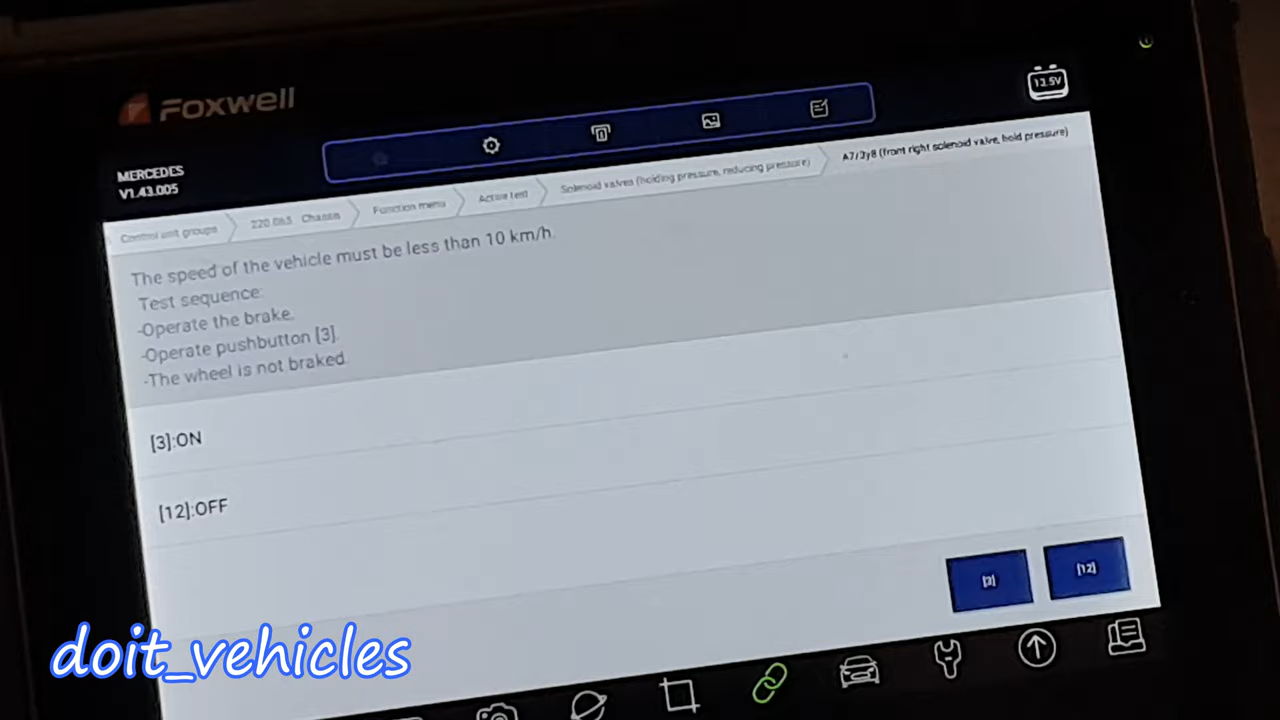 FOXWELL
12.5V
MERCEDES
V1.43.005
Control unit groups
220.065 Chassis
Function menu
Active test
Solenoid valves (holding pressure, reducing pressure)
A7/3y8 (front right solenoid valve, hold pressure)
The speed of the vehicle must be less than 10 km/h.
Test sequence:
-Operate the brake.
-Operate pushbutton [3].
-The wheel is not braked.
[3]:ON
[12]:OFF
[3]
[12]
doit_vehicles